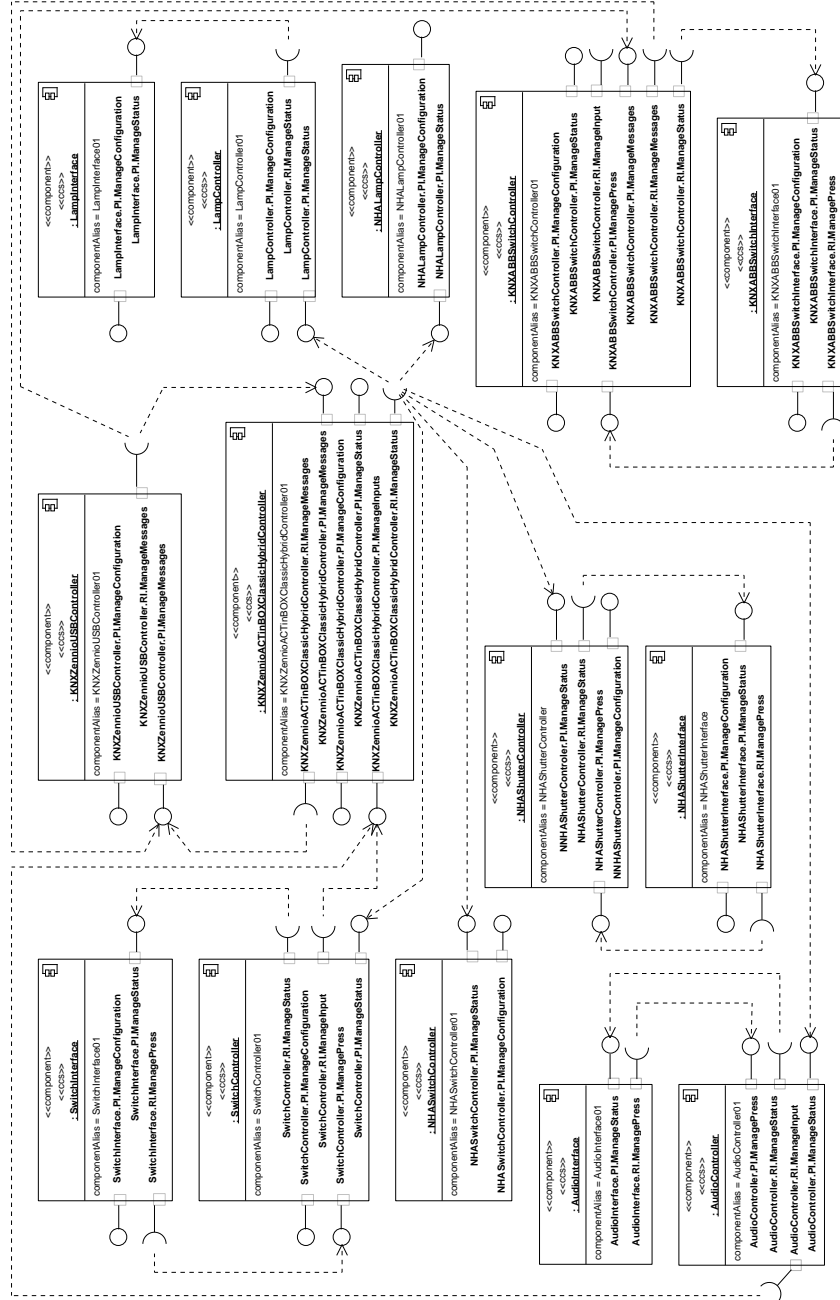 <<component>>
<<ccs>>
: LampInterface
componentAlias = LampInterface01
LampInterface.PI.ManageConfiguration
LampInterface.PI.ManageStatus
<<component>>
<<ccs>>
: LampController
componentAlias = LampController01
LampController.PI.ManageConfiguration
LampController.RI.ManageStatus
LampController.PI.ManageStatus
<<component>>
<<ccs>>
: NHALampController
componentAlias = NHALampController01
NHALampController.PI.ManageConfiguration
NHALampController.PI.ManageStatus
<<component>>
<<ccs>>
: KNXABBSwitchController
componentAlias = KNXABBSwitchController01
KNXABBSwitchController.PI.ManageConfiguration
KNXABBSwitchController.PI.ManageStatus
KNXABBSwitchController.RI.ManageInput
KNXABBSwitchController.PI.ManagePress
KNXABBSwitchController.PI.ManageMessages
KNXABBSwitchController.RI.ManageMessages
KNXABBSwitchController.RI.ManageStatus
<<component>>
<<ccs>>
: KNXABBSwitchInterface
componentAlias = KNXABBSwitchInterface01
KNXABBSwitchInterface.PI.ManageConfiguration
KNXABBSwitchInterface.PI.ManageStatus
KNXABBSwitchInterface.RI.ManagePress
<<component>>
<<ccs>>
: KNXZennioUSBController
componentAlias = KNXZennioUSBController01
KNXZennioUSBController.PI.ManageConfiguration
KNXZennioUSBController.RI.ManageMessages
KNXZennioUSBController.PI.ManageMessages
<<component>>
<<ccs>>
: KNXZennioACTinBOXClassicHybridController
componentAlias = KNXZennioACTinBOXClassicHybridController01
KNXZennioACTinBOXClassicHybridController.RI.ManageMessages
KNXZennioACTinBOXClassicHybridController.PI.ManageMessages
KNXZennioACTinBOXClassicHybridController.PI.ManageConfiguration
KNXZennioACTinBOXClassicHybridController.PI.ManageStatus
KNXZennioACTinBOXClassicHybridController.PI.ManageInputs
KNXZennioACTinBOXClassicHybridController.RI.ManageStatus
<<component>>
<<ccs>>
: NHAShutterController
componentAlias = NHAShutterController
NNHAShutterController.PI.ManageStatus
NHAShutterController.RI.ManageStatus
NHAShutterController.PI.ManagePress
NNHAShutterController.PI.ManageConfiguration
<<component>>
<<ccs>>
: NHAShutterInterface
componentAlias = NHAShutterInterface
NHAShutterInterface.PI.ManageConfiguration
NHAShutterInterface.PI.ManageStatus
NHAShutterInterface.RI.ManagePress
<<component>>
<<ccs>>
: SwitchInterface
componentAlias = SwitchInterface01
SwitchInterface.PI.ManageConfiguration
SwitchInterface.PI.ManageStatus
SwitchInterface.RI.ManagePress
<<component>>
<<ccs>>
: SwitchController
componentAlias = SwitchController01
SwitchController.RI.ManageStatus
SwitchController.PI.ManageConfiguration
SwitchController.RI.ManageInput
SwitchController.PI.ManagePress
SwitchController.PI.ManageStatus
<<component>>
<<ccs>>
: NHASwitchController
componentAlias = NHASwitchController01
NHASwitchController.PI.ManageStatus
NHASwitchController.PI.ManageConfiguration
<<component>>
<<ccs>>
: AudioInterface
componentAlias = AudioInterface01
AudioInterface.PI.ManageStatus
AudioInterface.RI.ManagePress
<<component>>
<<ccs>>
: AudioController
componentAlias = AudioController01
AudioController.PI.ManagePress
AudioController.RI.ManageStatus
AudioController.RI.ManageInput
AudioController.PI.ManageStatus